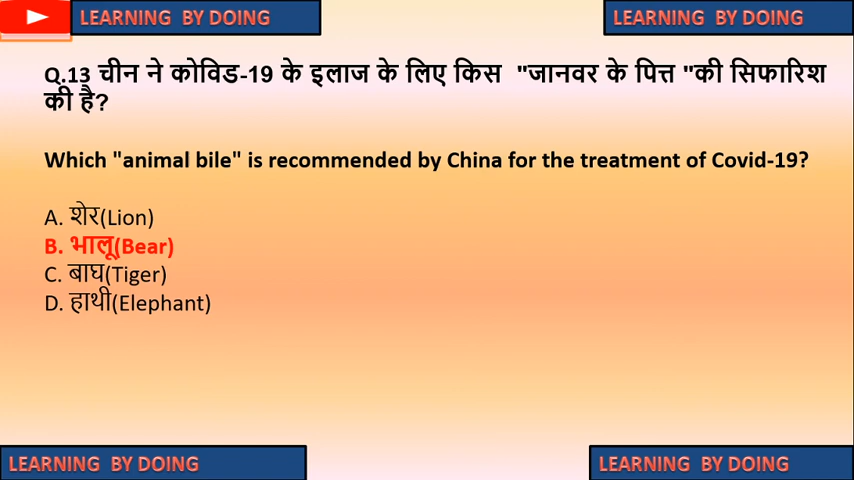 LEARNING BY DOING
LEARNING BY DOING
Q.13 चीन ने कोविड-19 के इलाज के लिए किस "जानवर के पित्त "की सिफारिश
की है?
Which "animal bile" is recommended by China for the treatment of Covid-19?
A. शेर(Lion)
B. भालू(Bear)
C. बाघ(Tiger)
D. हाथी(Elephant)
LEARNING BY DOING
LEARNING BY DOING